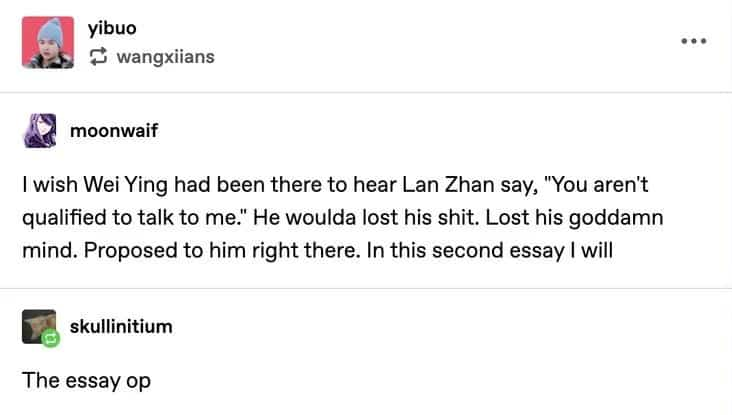 yibuo
wangxiians
moonwaif
I wish Wei Ying had been there to hear Lan Zhan say, "You aren't
qualified to talk to me." He woulda lost his shit. Lost his goddamn
mind. Proposed to him right there. In this second essay I will
skullinitium
The essay op